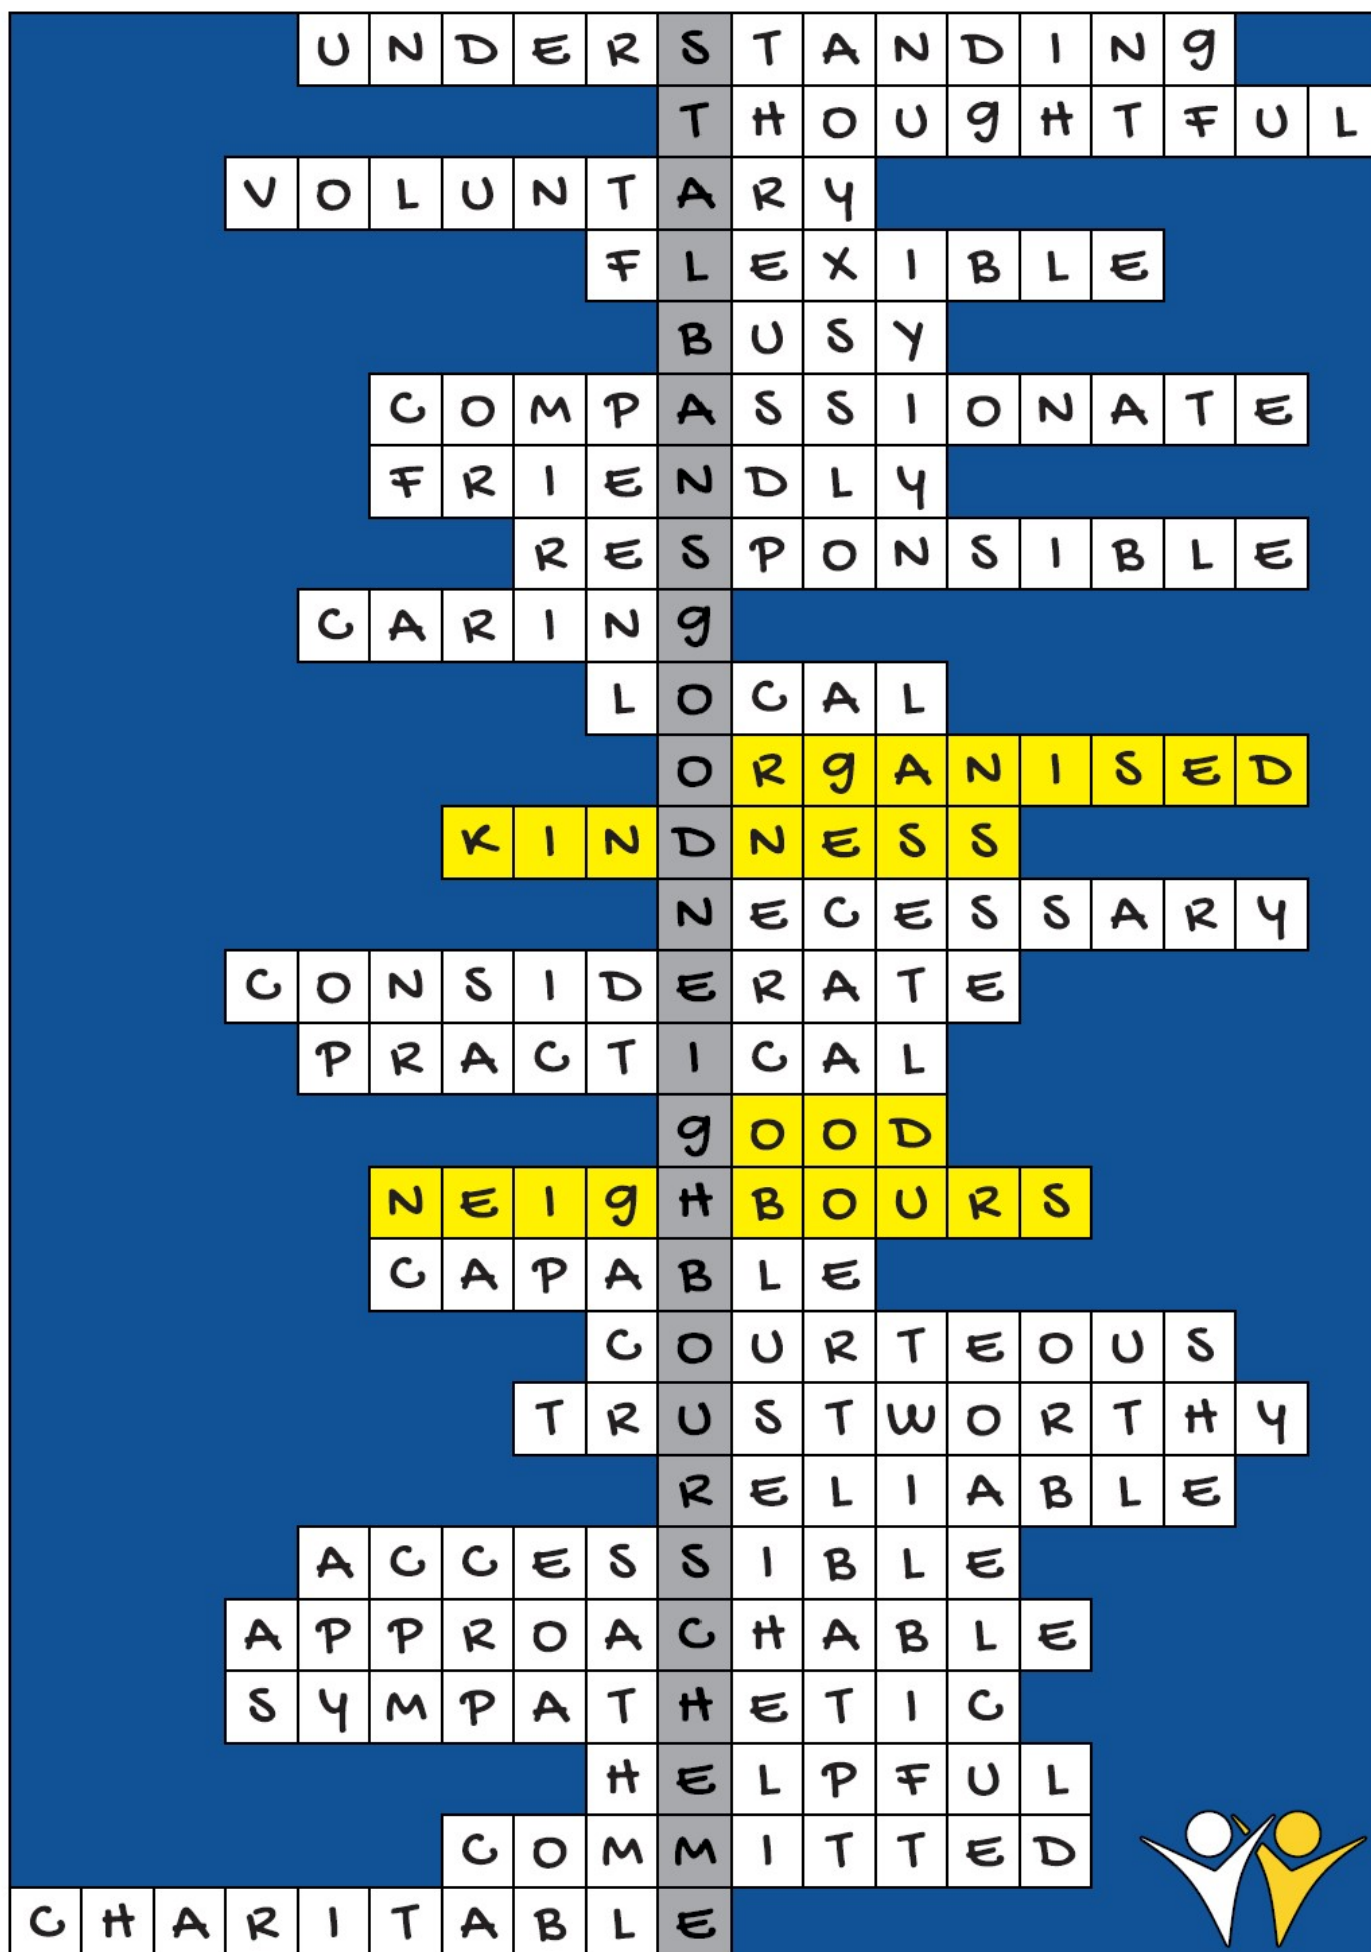 UNDERSTANDING
THOUGHTFUL
VOLUNTARY
FLEXIBLE
BUSY
COMPASSIONATE
FRIENDLY
RESPONSIBLE
CARING
LOCAL
ORGANISED
KINDNESS
NECESSARY
CONSIDERATE
PRACTICAL
GOOD
NEIGHBOURS
CAPABLE
COURTEOUS
TRUSTWORTHY
RELIABLE
ACCESSIBLE
APPROACHABLE
SYMPATHETIC
HELPFUL
COMMITTED
CHARITABLE